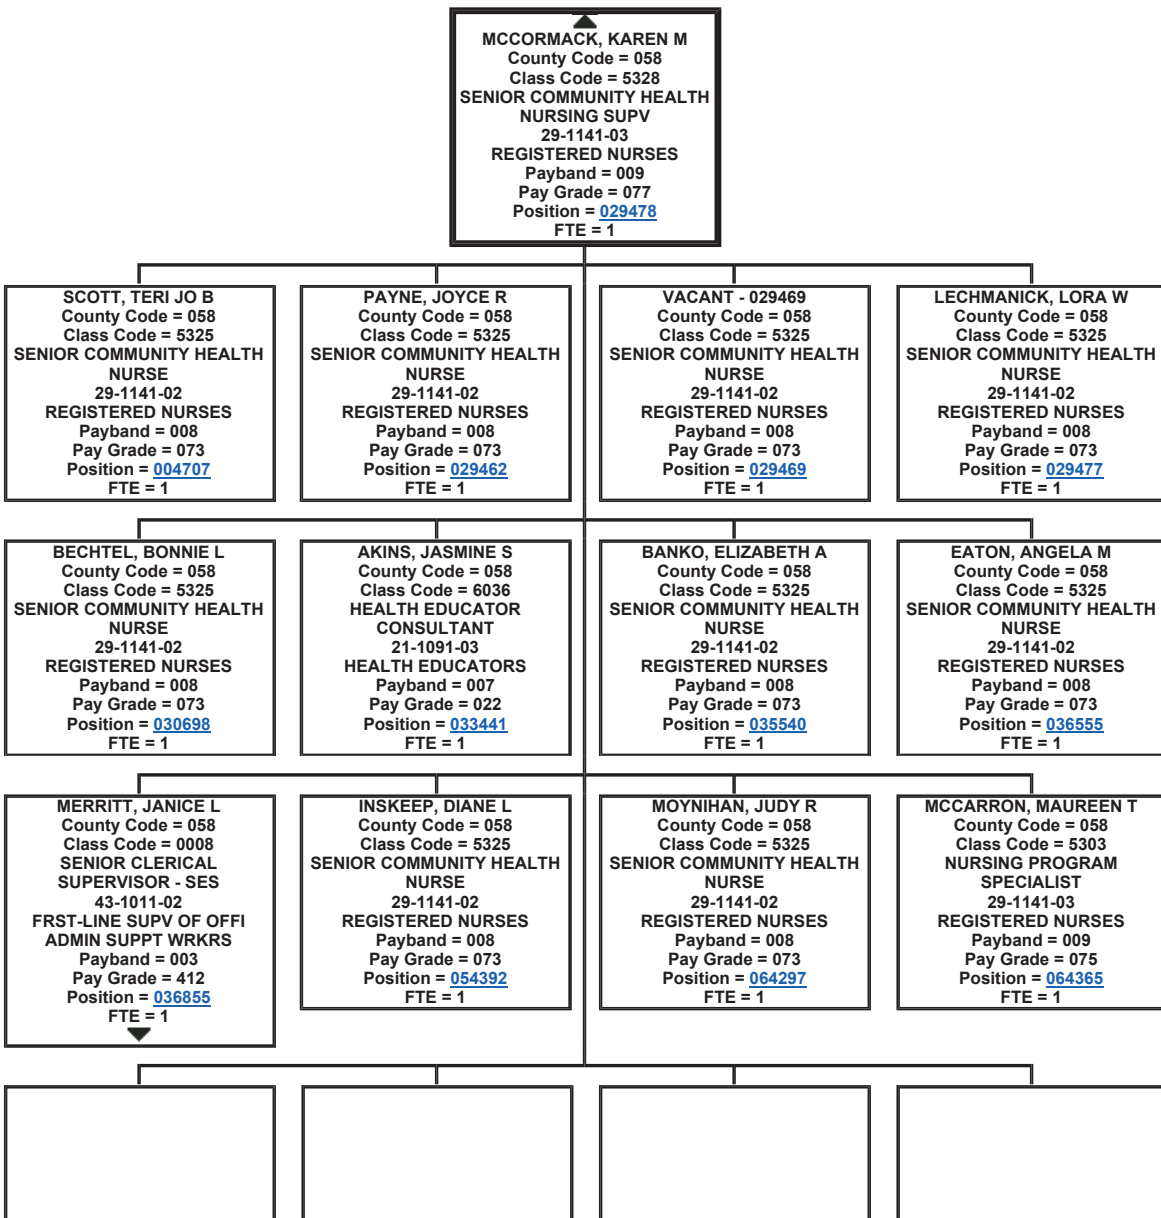 MCCORMACK, KAREN M
County Code = 058
Class Code = 5328
SENIOR COMMUNITY HEALTH
NURSING SUPV
29-1141-03
REGISTERED NURSES
Payband = 009
Pay Grade = 077
Position = 029478
FTE = 1
SCOTT, TERI JO B
County Code = 058
Class Code = 5325
SENIOR COMMUNITY HEALTH
NURSE
29-1141-02
REGISTERED NURSES
Payband = 008
Pay Grade = 073
Position = 004707
FTE = 1
PAYNE, JOYCE R
County Code = 058
Class Code = 5325
SENIOR COMMUNITY HEALTH
NURSE
29-1141-02
REGISTERED NURSES
Payband = 008
Pay Grade = 073
Position = 029462
FTE = 1
VACANT - 029469
County Code = 058
Class Code = 5325
SENIOR COMMUNITY HEALTH
NURSE
29-1141-02
REGISTERED NURSES
Payband = 008
Pay Grade = 073
Position = 029469
FTE = 1
LECHMANICK, LORA W
County Code = 058
Class Code = 5325
SENIOR COMMUNITY HEALTH
NURSE
29-1141-02
REGISTERED NURSES
Payband = 008
Pay Grade = 073
Position = 029477
FTE = 1
BECHTEL, BONNIE L
County Code = 058
Class Code = 5325
SENIOR COMMUNITY HEALTH
NURSE
29-1141-02
REGISTERED NURSES
Payband = 008
Pay Grade = 073
Position = 030698
FTE = 1
AKINS, JASMINE S
County Code = 058
Class Code = 6036
HEALTH EDUCATOR
CONSULTANT
21-1091-03
HEALTH EDUCATORS
Payband = 007
Pay Grade = 022
Position = 033441
FTE = 1
BANKO, ELIZABETH A
County Code = 058
Class Code = 5325
SENIOR COMMUNITY HEALTH
NURSE
29-1141-02
REGISTERED NURSES
Payband = 008
Pay Grade = 073
Position = 035540
FTE = 1
EATON, ANGELA M
County Code = 058
Class Code = 5325
SENIOR COMMUNITY HEALTH
NURSE
29-1141-02
REGISTERED NURSES
Payband = 008
Pay Grade = 073
Position = 036555
FTE = 1
MERRITT, JANICE L
County Code = 058
Class Code = 0008
SENIOR CLERICAL
SUPERVISOR - SES
43-1011-02
FRST-LINE SUPV OF OFFI
ADMIN SUPPT WRKRS
Payband = 003
Pay Grade = 412
Position = 036855
FTE = 1
INSKEEP, DIANE L
County Code = 058
Class Code = 5325
SENIOR COMMUNITY HEALTH
NURSE
29-1141-02
REGISTERED NURSES
Payband = 008
Pay Grade = 073
Position = 054392
FTE = 1
MOYNIHAN, JUDY R
County Code = 058
Class Code = 5325
SENIOR COMMUNITY HEALTH
NURSE
29-1141-02
REGISTERED NURSES
Payband = 008
Pay Grade = 073
Position = 064297
FTE = 1
MCCARRON, MAUREEN T
County Code = 058
Class Code = 5303
NURSING PROGRAM
SPECIALIST
29-1141-03
REGISTERED NURSES
Payband = 009
Pay Grade = 075
Position = 064365
FTE = 1